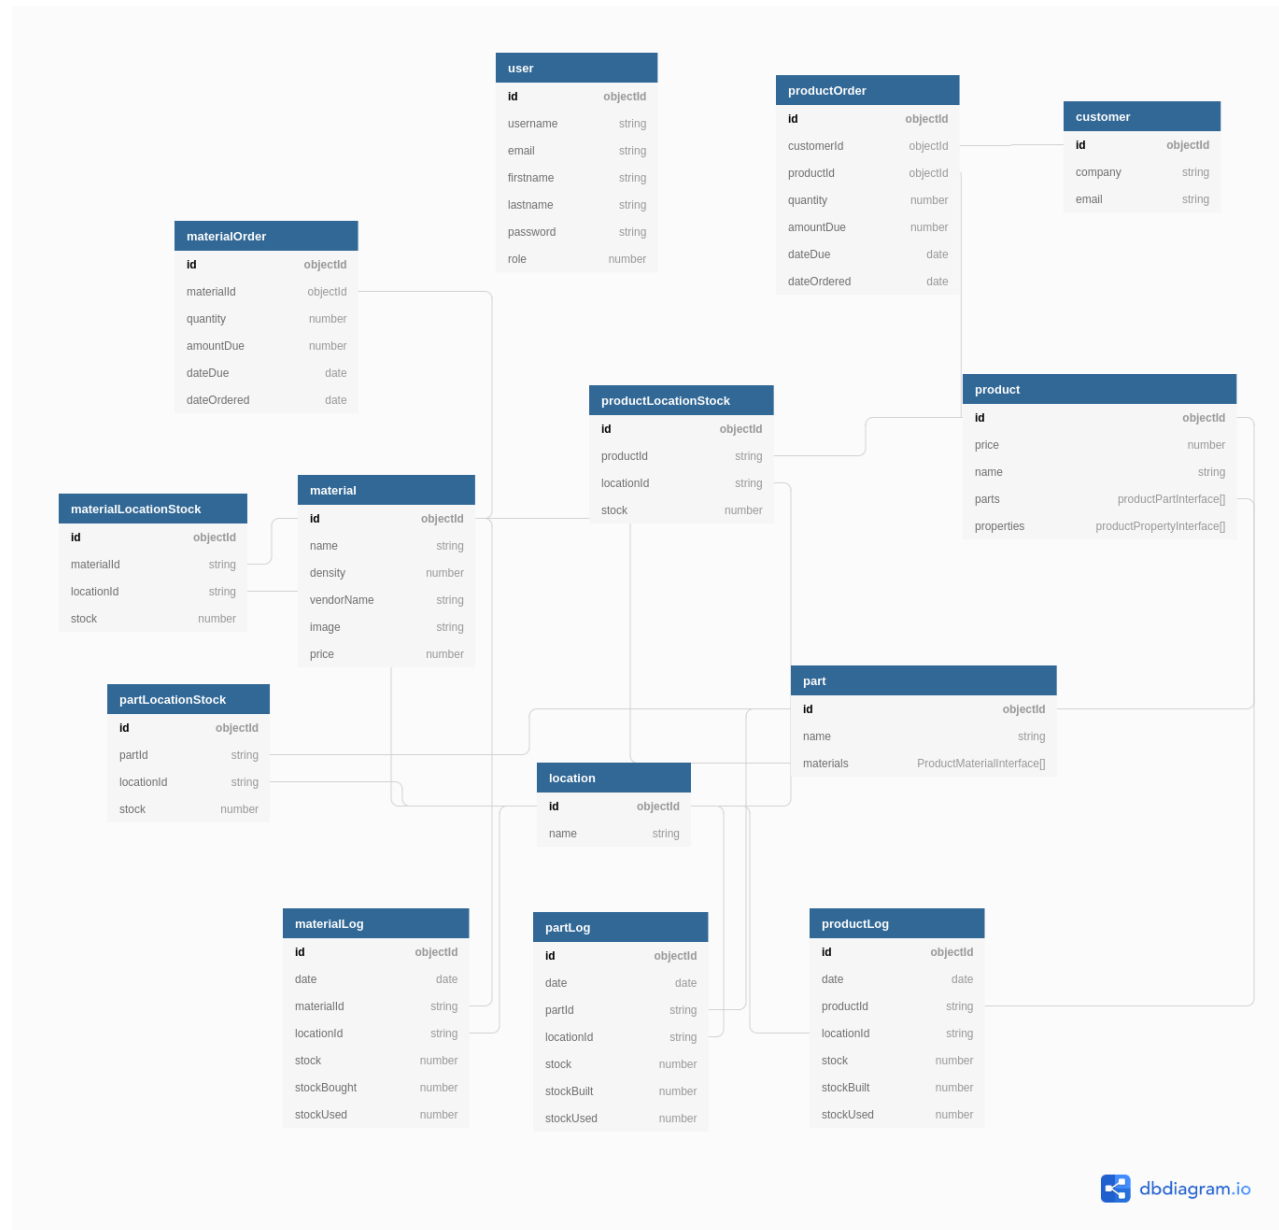 user
id objectId
username string
email string
firstname string
lastname string
password string
role number
productOrder
id objectId
customerId objectId
productId objectId
quantity number
amountDue number
dateDue date
dateOrdered date
customer
id objectId
company string
email string
materialOrder
id objectId
materialId objectId
quantity number
amountDue number
dateDue date
dateOrdered date
productLocationStock
id objectId
productId string
locationId string
stock number
product
id objectId
price number
name string
parts productPartInterface[]
properties productPropertyInterface[]
materialLocationStock
id objectId
materialId string
locationId string
stock number
material
id objectId
name string
density number
vendorName string
image string
price number
partLocationStock
id objectId
partId string
locationId string
stock number
part
id objectId
name string
materials ProductMaterialInterface[]
location
id objectId
name string
materialLog
id objectId
date date
materialId string
locationId string
stock number
stockBought number
stockUsed number
partLog
id objectId
date date
partId string
locationId string
stock number
stockBuilt number
stockUsed number
productLog
id objectId
date date
productId string
locationId string
stock number
stockBuilt number
stockUsed number
dbdiagram.io